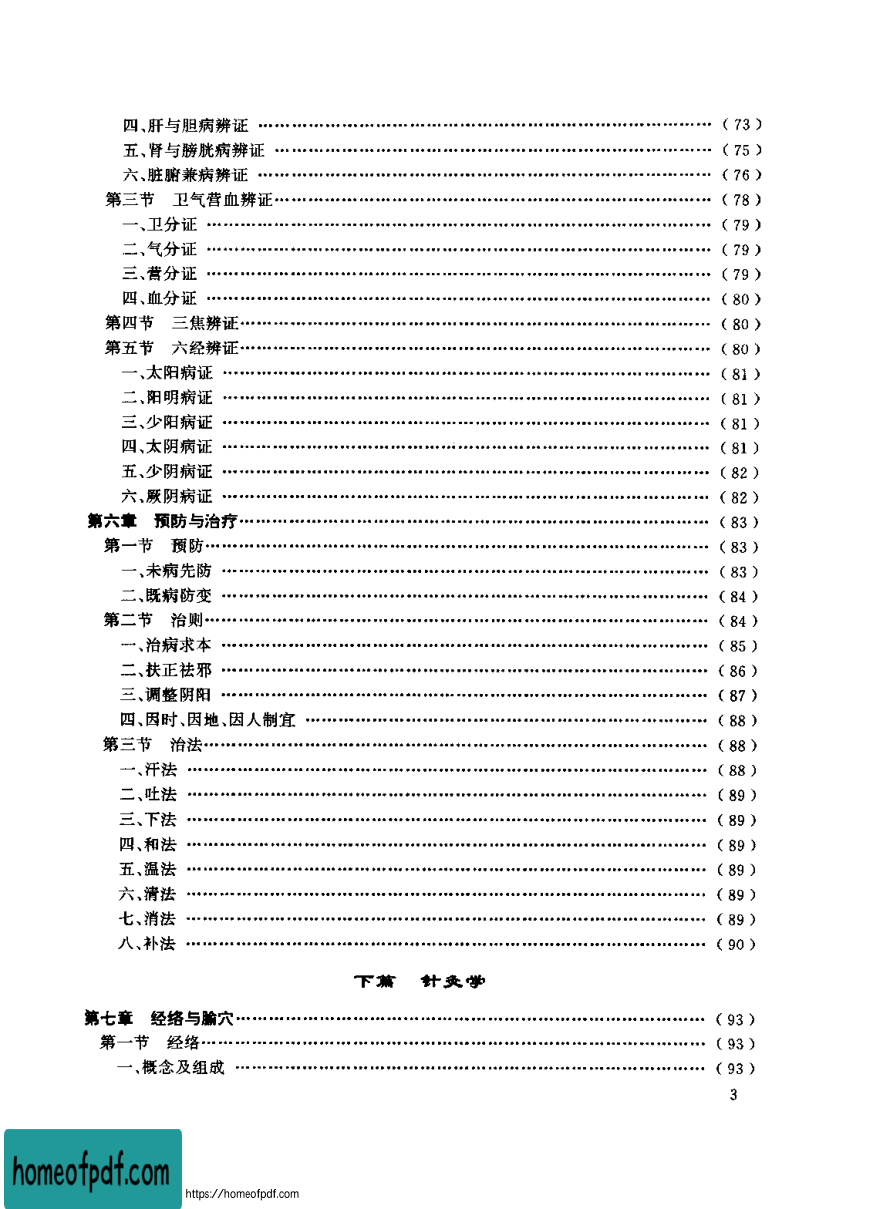 四、肝与胆病辨证 ………………………………………………（73）
五、肾与膀胱病辨证 ………………………………………………（75）
六、脏腑兼病辨证 ………………………………………………（76）
第三节　卫气营血辨证………………………………………………（78）
一、卫分证 ………………………………………………（79）
二、气分证 ………………………………………………（79）
三、营分证 ………………………………………………（79）
四、血分证 ………………………………………………（80）
第四节　三焦辨证………………………………………………（80）
第五节　六经辨证………………………………………………（80）
一、太阳病证 ………………………………………………（81）
二、阳明病证 ………………………………………………（81）
三、少阳病证 ………………………………………………（81）
四、太阴病证 ………………………………………………（81）
五、少阴病证 ………………………………………………（82）
六、厥阴病证 ………………………………………………（82）
第六章　预防与治疗………………………………………………（83）
第一节　预防………………………………………………（83）
一、未病先防 ………………………………………………（83）
二、既病防变 ………………………………………………（84）
第二节　治则………………………………………………（84）
一、治病求本 ………………………………………………（85）
二、扶正祛邪 ………………………………………………（86）
三、调整阴阳 ………………………………………………（87）
四、因时、因地、因人制宜 ………………………………………………（88）
第三节　治法………………………………………………（88）
一、汗法 ………………………………………………（88）
二、吐法 ………………………………………………（89）
三、下法 ………………………………………………（89）
四、和法 ………………………………………………（89）
五、温法 ………………………………………………（89）
六、清法 ………………………………………………（89）
七、消法 ………………………………………………（89）
八、补法 ………………………………………………（90）
下篇　针灸学
第七章　经络与腧穴………………………………………………（93）
第一节　经络………………………………………………（93）
一、概念及组成 ………………………………………………（93）
3
homeofpdf.com
https://homeofpdf.com